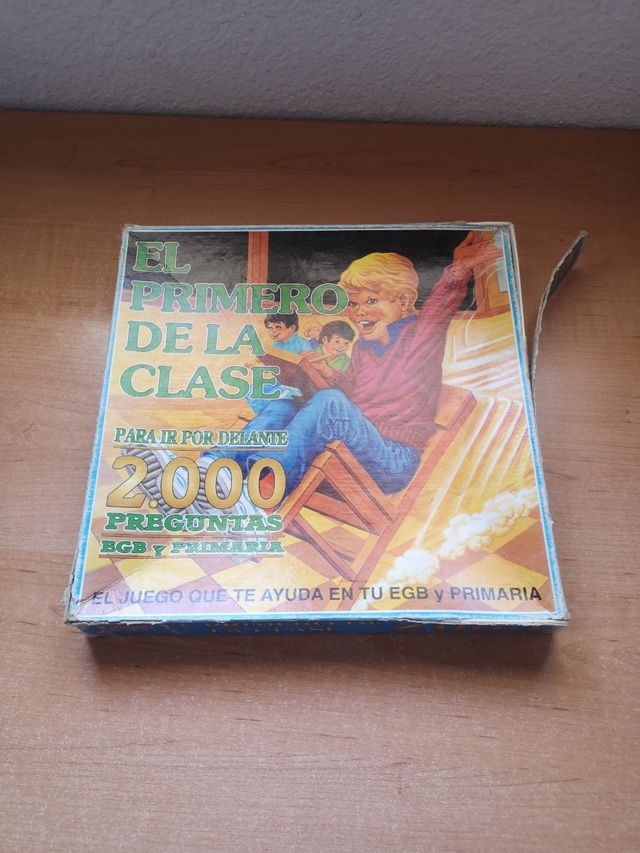 EL
PRIMERO
DE LA
CLASE
PARA IR POR DELANTE
2.000
PREGUNTAS
EGB y PRIMARIA
EL JUEGO QUE TE AYUDA EN TU EGB y PRIMARIA